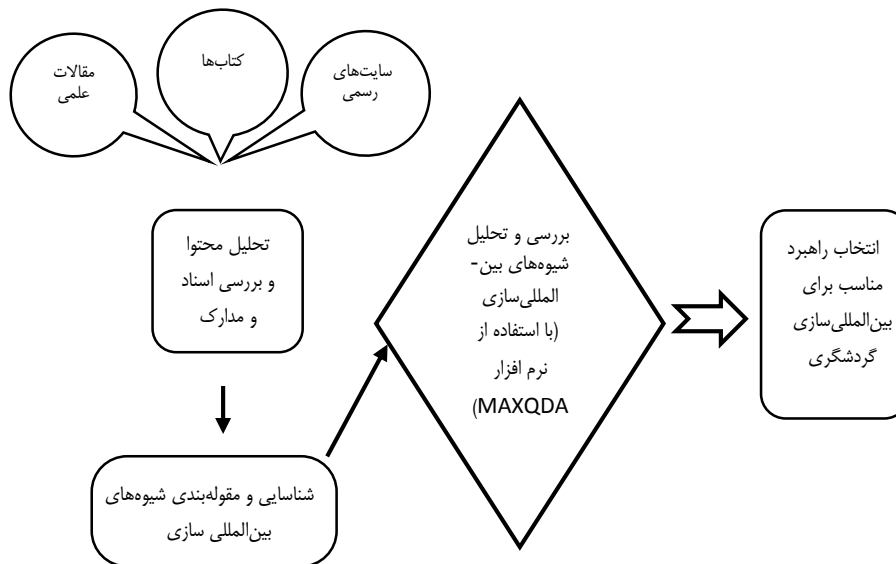 سایت‌های
رسمی
کتاب‌ها
مقالات
علمی
تحلیل محتوا
و بررسی اسناد
و مدارک
شناسایی و مقوله‌بندی شیوه‌های
بین‌المللی سازی
بررسی و تحلیل
شیوه‌های بین-
المللی‌سازی
(با استفاده از
نرم افزار
MAXQDA)
انتخاب راهبرد
مناسب برای
بین‌المللی‌سازی
گردشگری